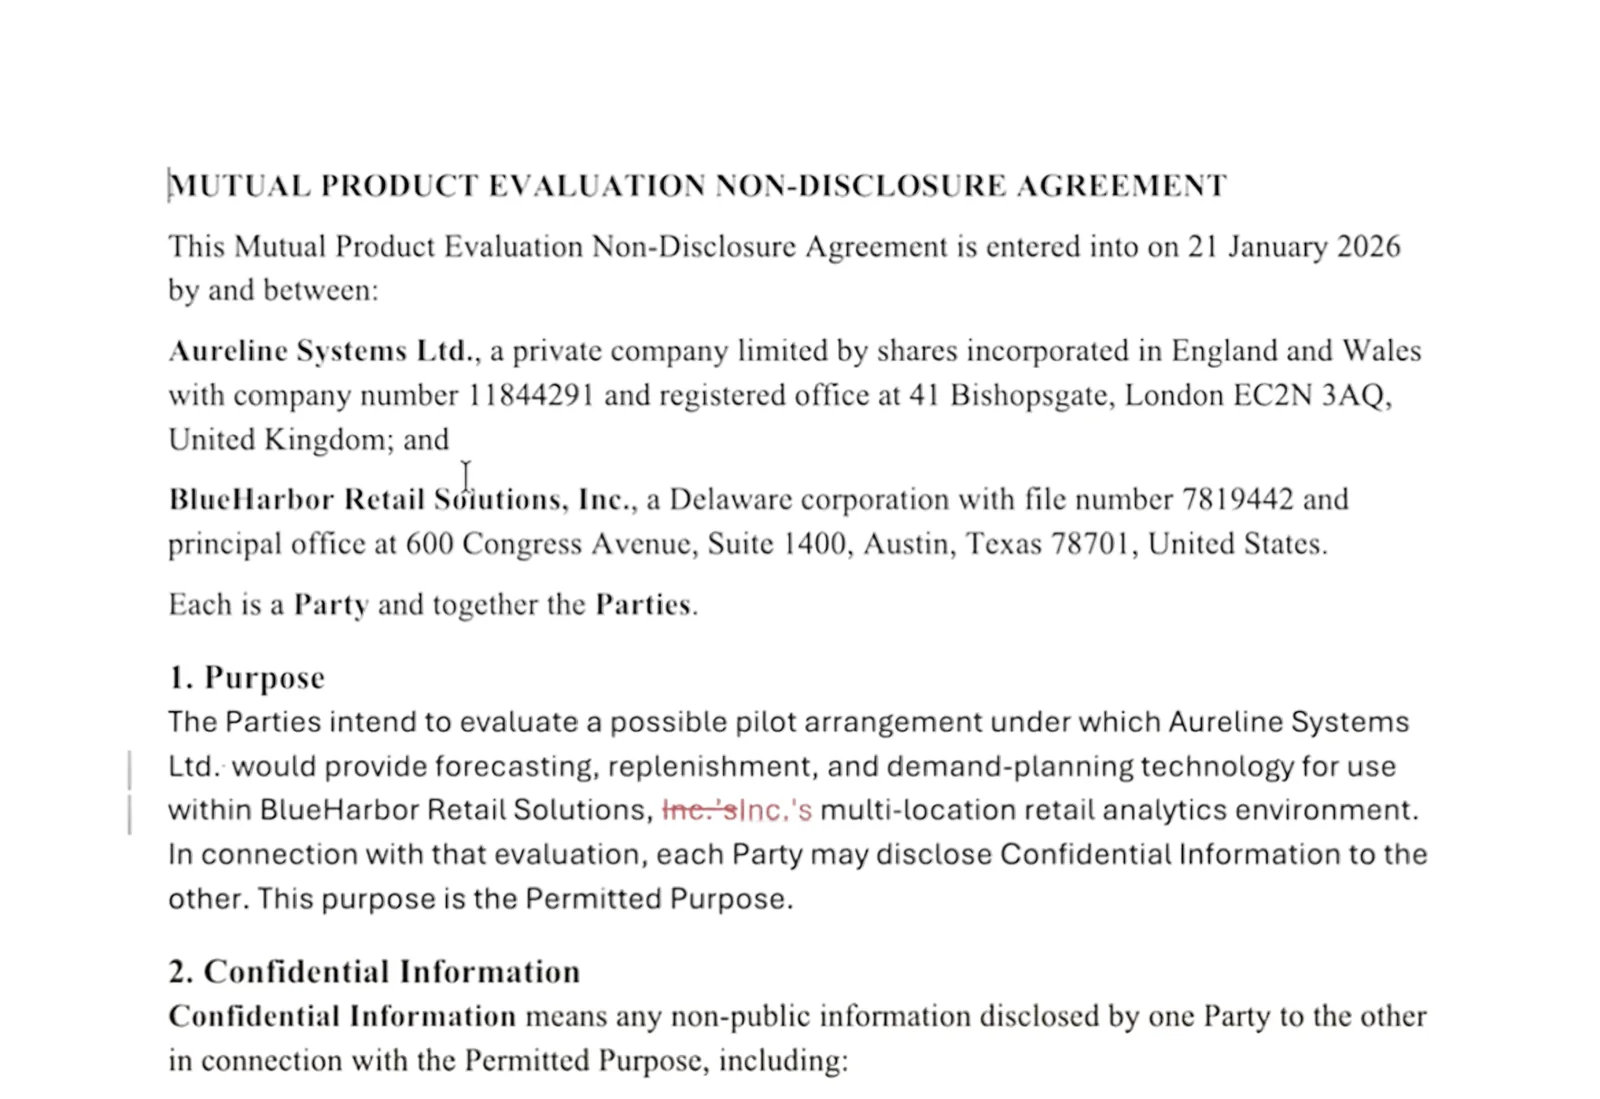 MUTUAL PRODUCT EVALUATION NON-DISCLOSURE AGREEMENT
This Mutual Product Evaluation Non-Disclosure Agreement is entered into on 21 January 2026
by and between:
Aureline Systems Ltd., a private company limited by shares incorporated in England and Wales
with company number 11844291 and registered office at 41 Bishopsgate, London EC2N 3AQ,
United Kingdom; and
BlueHarbor Retail Solutions, Inc., a Delaware corporation with file number 7819442 and
principal office at 600 Congress Avenue, Suite 1400, Austin, Texas 78701, United States.
Each is a Party and together the Parties.
1. Purpose
The Parties intend to evaluate a possible pilot arrangement under which Aureline Systems
Ltd. would provide forecasting, replenishment, and demand-planning technology for use
within BlueHarbor Retail Solutions, Inc.'sInc.'s multi-location retail analytics environment.
In connection with that evaluation, each Party may disclose Confidential Information to the
other. This purpose is the Permitted Purpose.
2. Confidential Information
Confidential Information means any non-public information disclosed by one Party to the other
in connection with the Permitted Purpose, including: